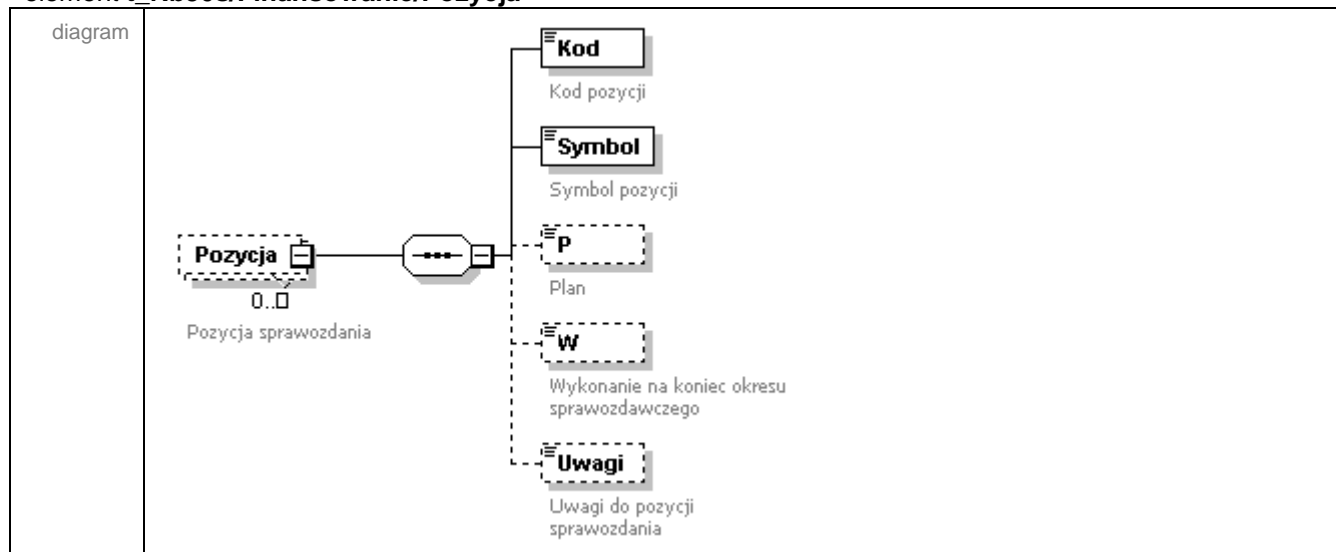 diagram
Kod
Kod pozycji
Symbol
Symbol pozycji
Pozycja
0..
Pozycja sprawozdania
P
Plan
W
Wykonanie na koniec okresu
sprawozdawczego
Uwagi
Uwagi do pozycji
sprawozdania